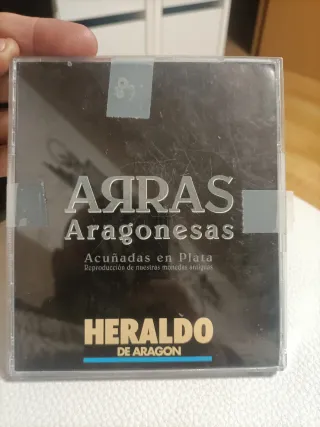 ARRAS
Aragonesas
Acuñadas en Plata
Reproducción de nuestras monedas antiguas
HERALDO
DE ARAGON